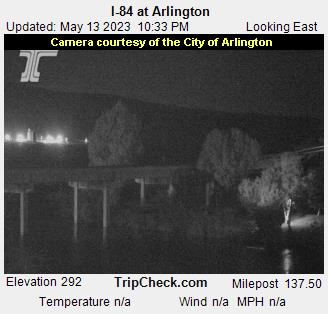 I-84 at Arlington
Updated: May 13 2023 10:33 PM Looking East
Camera courtesy of the City of Arlington
Elevation 292 TripCheck.com Milepost 137.50
Temperature n/a Wind n/a MPH n/a